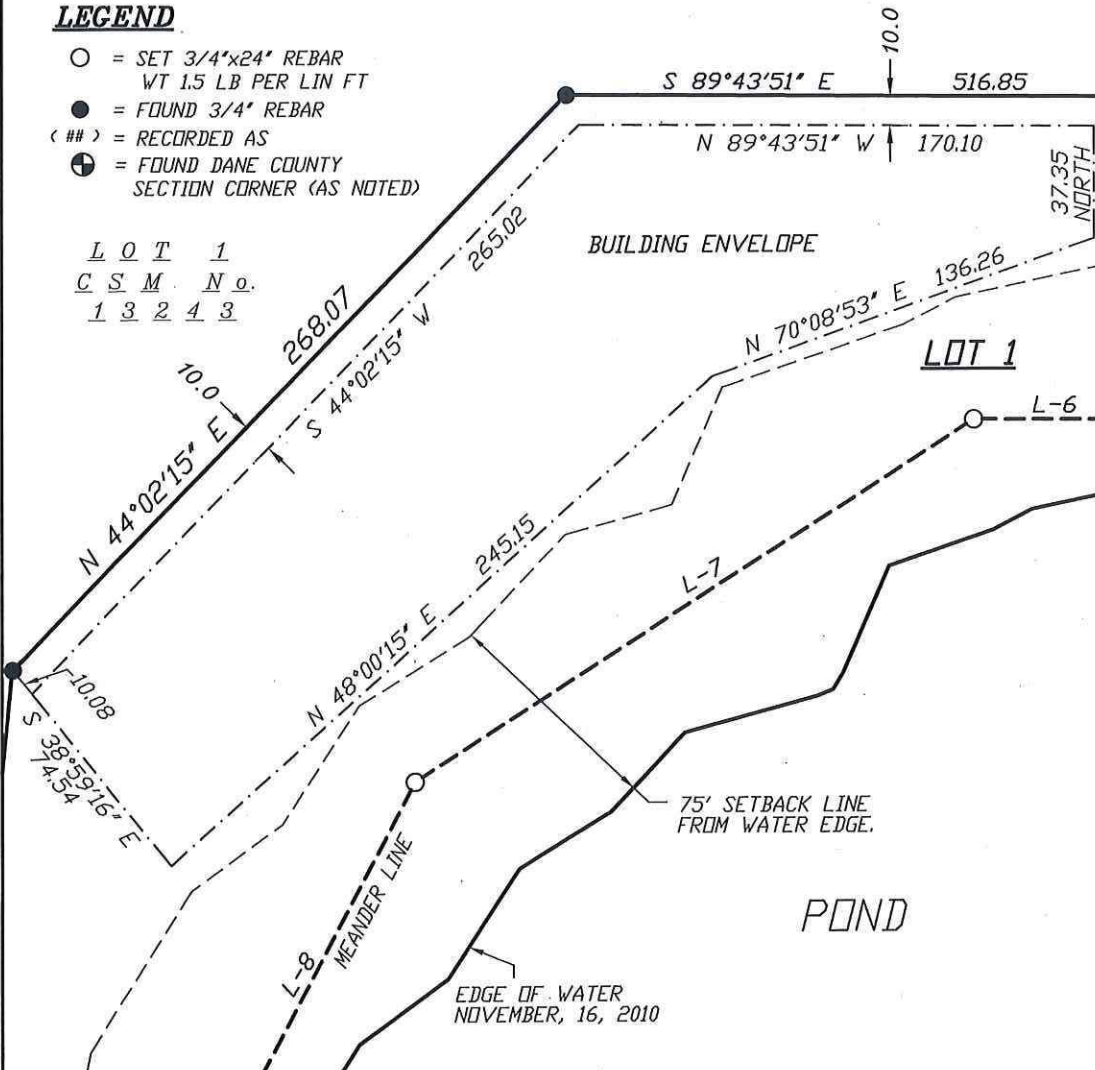 LEGEND
= SET 3/4"x24" REBAR
WT 1.5 LB PER LIN FT
= FOUND 3/4" REBAR
( ## ) = RECORDED AS
= FOUND DANE COUNTY
SECTION CORNER (AS NOTED)
LOT 1
CSM No.
13243
10.0
S 89°43'51" E 516.85
N 89°43'51" W 170.10
37.35
NORTH
BUILDING ENVELOPE
268.07
265.02
N 44°02'15" E
S 44°02'15" W
10.0
N 70°08'53" E 136.26
LOT 1
L-6
L-7
245.15
N 48°00'15" E
10.08
S 38°59'16" E
74.54
75' SETBACK LINE
FROM WATER EDGE.
MEANDER LINE
L-8
POND
EDGE OF WATER
NOVEMBER, 16, 2010